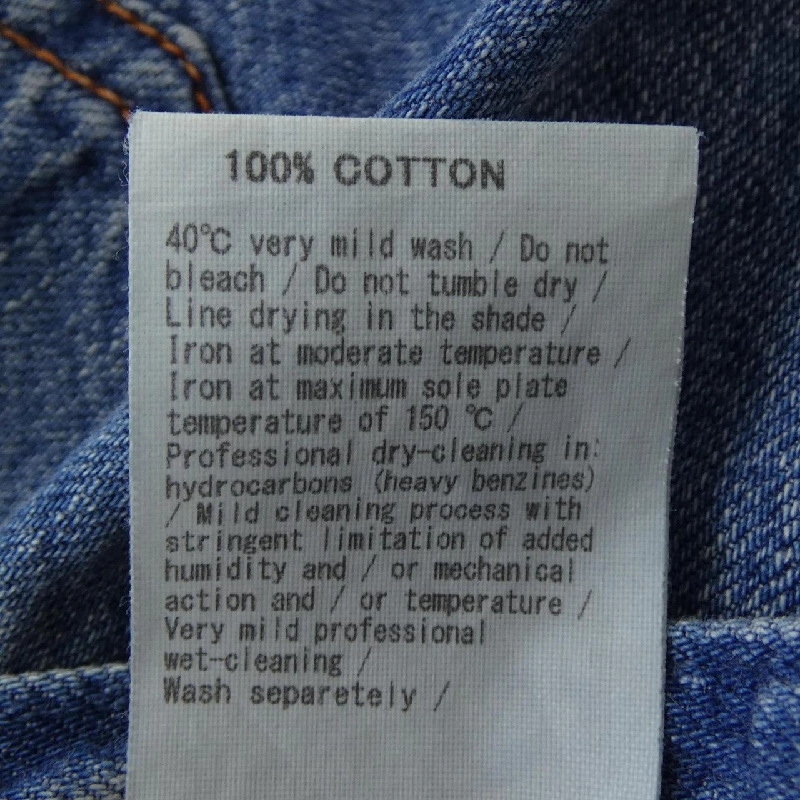 100% COTTON
40℃ very mild wash / Do not
bleach / Do not tumble dry /
Line drying in the shade /
Iron at moderate temperature /
Iron at maximum sole plate
temperature of 150 ℃ /
Professional dry-cleaning in:
hydrocarbons (heavy benzines)
/ Mild cleaning process with
stringent limitation of added
humidity and / or mechanical
action and / or temperature /
Very mild professional
wet-cleaning /
Wash separetely /